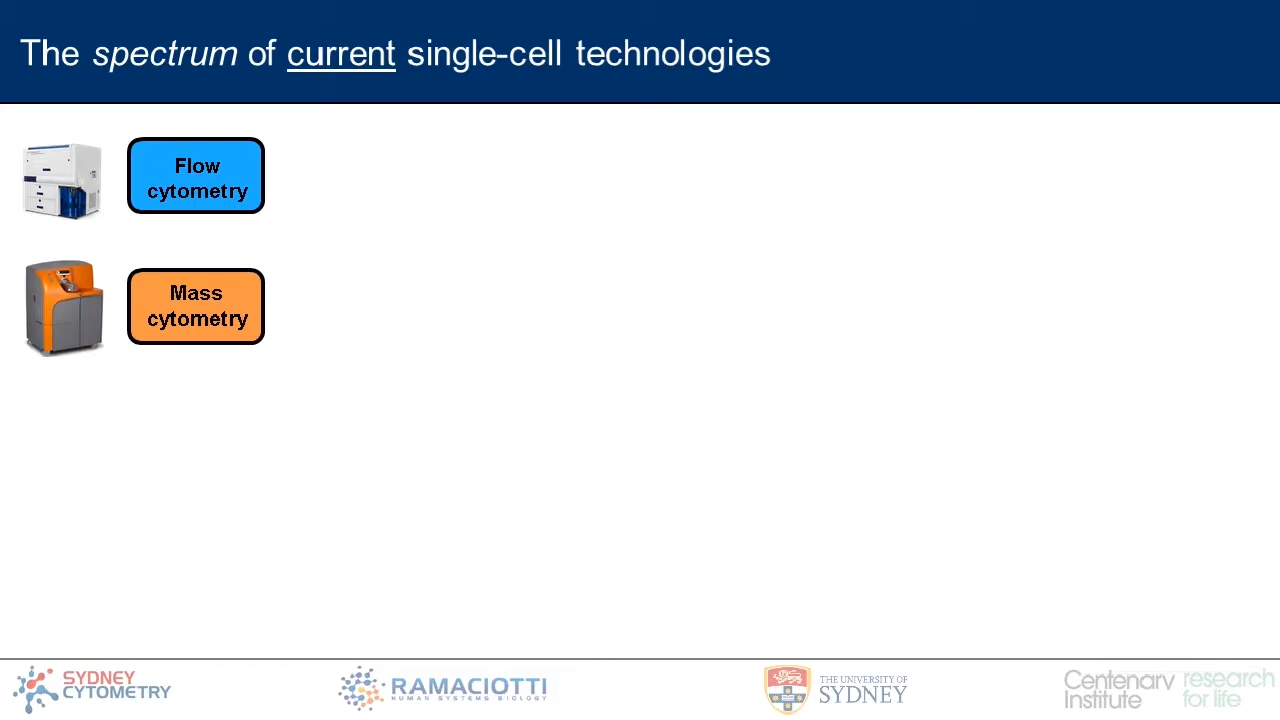 The spectrum of current single-cell technologies
Flow
cytometry
Mass
cytometry
SYDNEY
CYTOMETRY
RAMACIOTTI
HUMAN SYSTEMS BIOLOGY
THE UNIVERSITY OF
SYDNEY
Centenary
Institute
research
for life